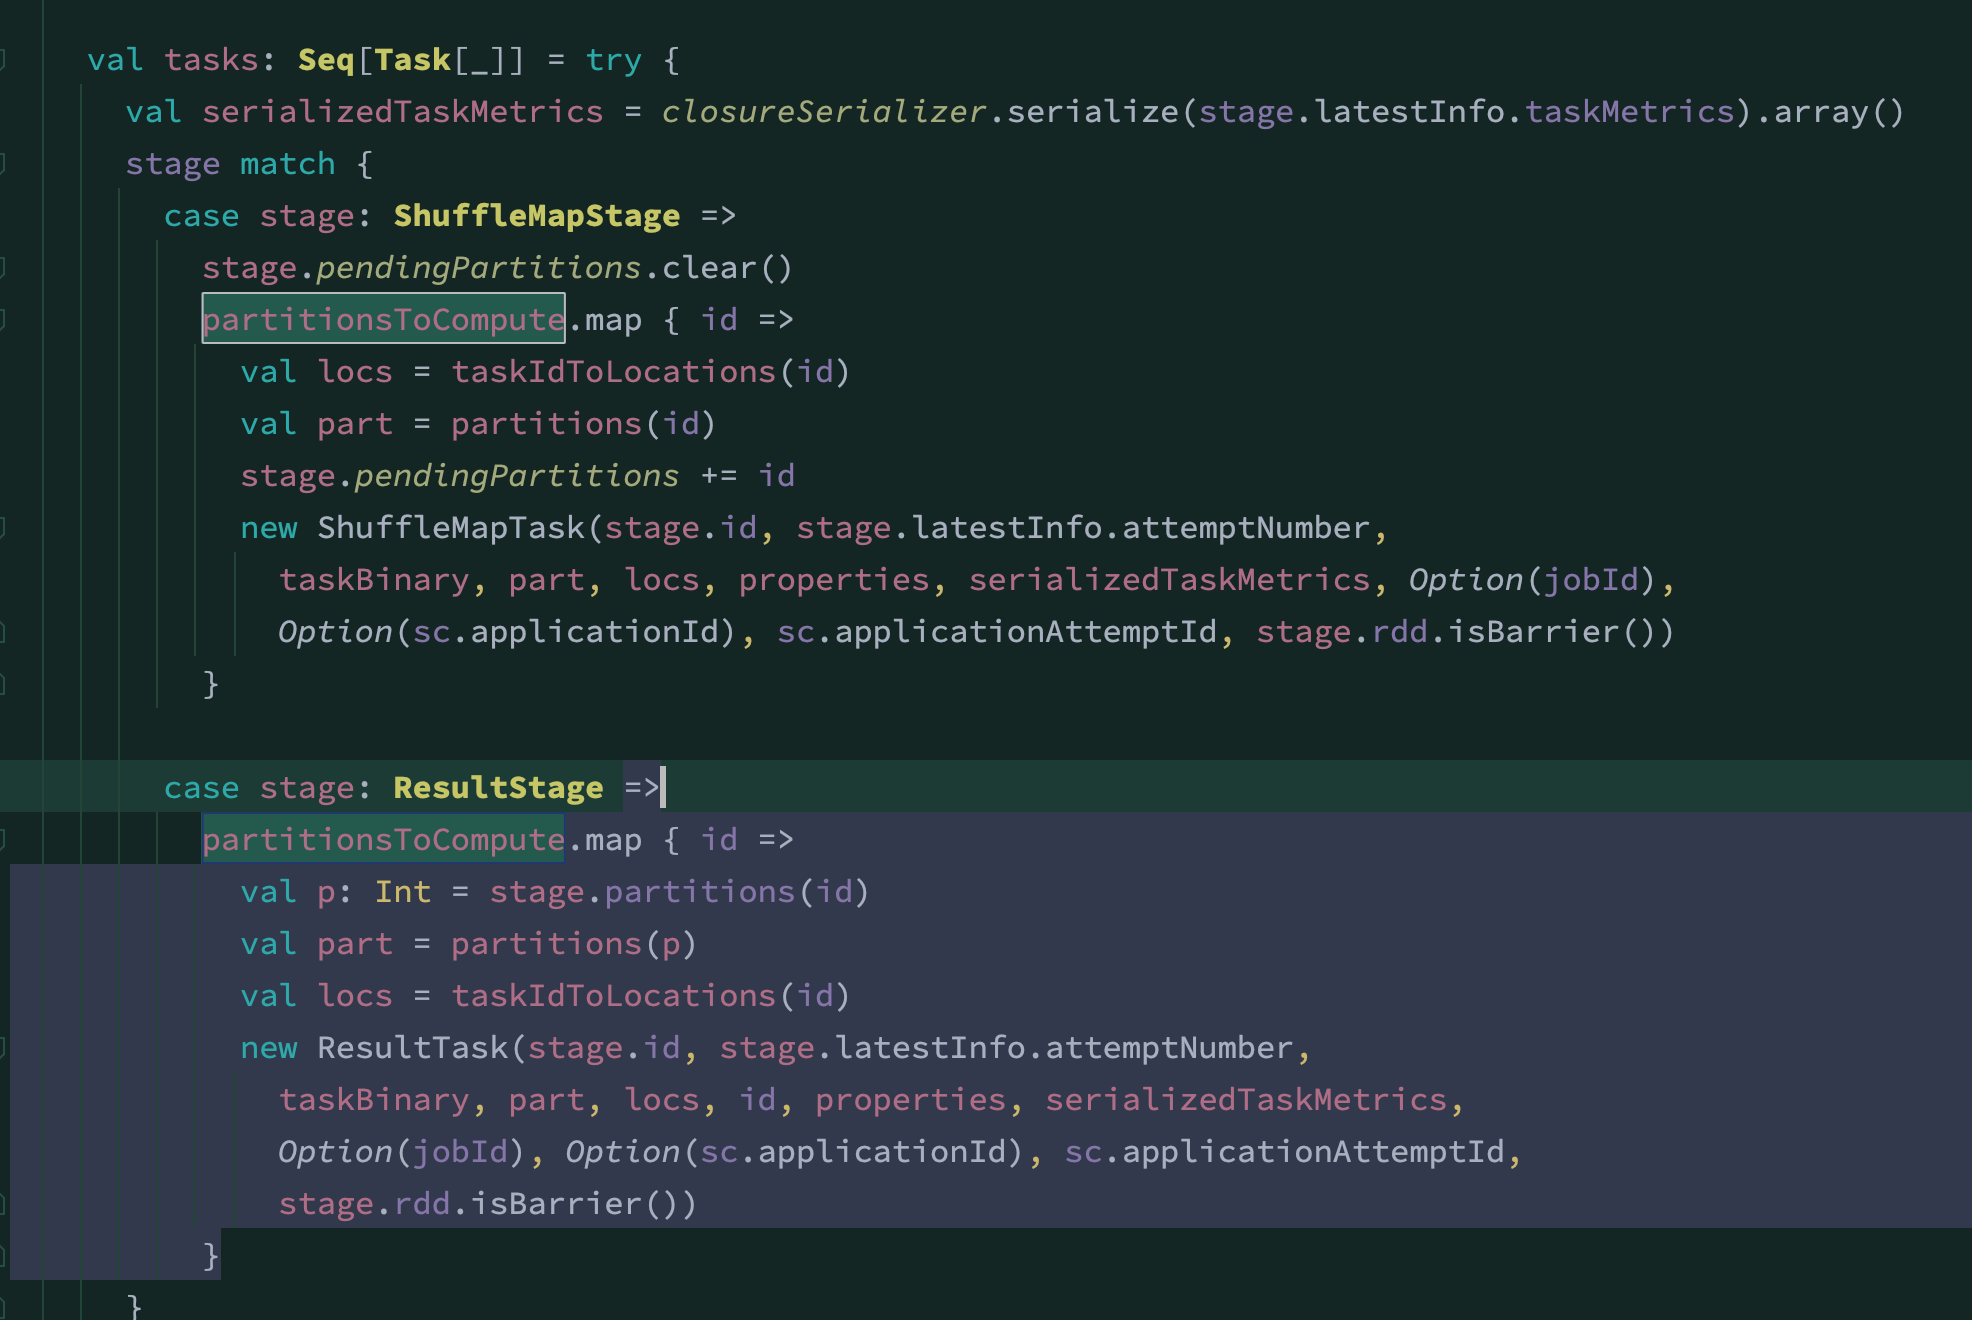 val tasks: Seq[Task[_]] = try {
  val serializedTaskMetrics = closureSerializer.serialize(stage.latestInfo.taskMetrics).array()
  stage match {
    case stage: ShuffleMapStage =>
      stage.pendingPartitions.clear()
      partitionsToCompute.map { id =>
        val locs = taskIdToLocations(id)
        val part = partitions(id)
        stage.pendingPartitions += id
        new ShuffleMapTask(stage.id, stage.latestInfo.attemptNumber,
          taskBinary, part, locs, properties, serializedTaskMetrics, Option(jobId),
          Option(sc.applicationId), sc.applicationAttemptId, stage.rdd.isBarrier())
      }

    case stage: ResultStage =>
      partitionsToCompute.map { id =>
        val p: Int = stage.partitions(id)
        val part = partitions(p)
        val locs = taskIdToLocations(id)
        new ResultTask(stage.id, stage.latestInfo.attemptNumber,
          taskBinary, part, locs, id, properties, serializedTaskMetrics,
          Option(jobId), Option(sc.applicationId), sc.applicationAttemptId,
          stage.rdd.isBarrier())
      }
  }